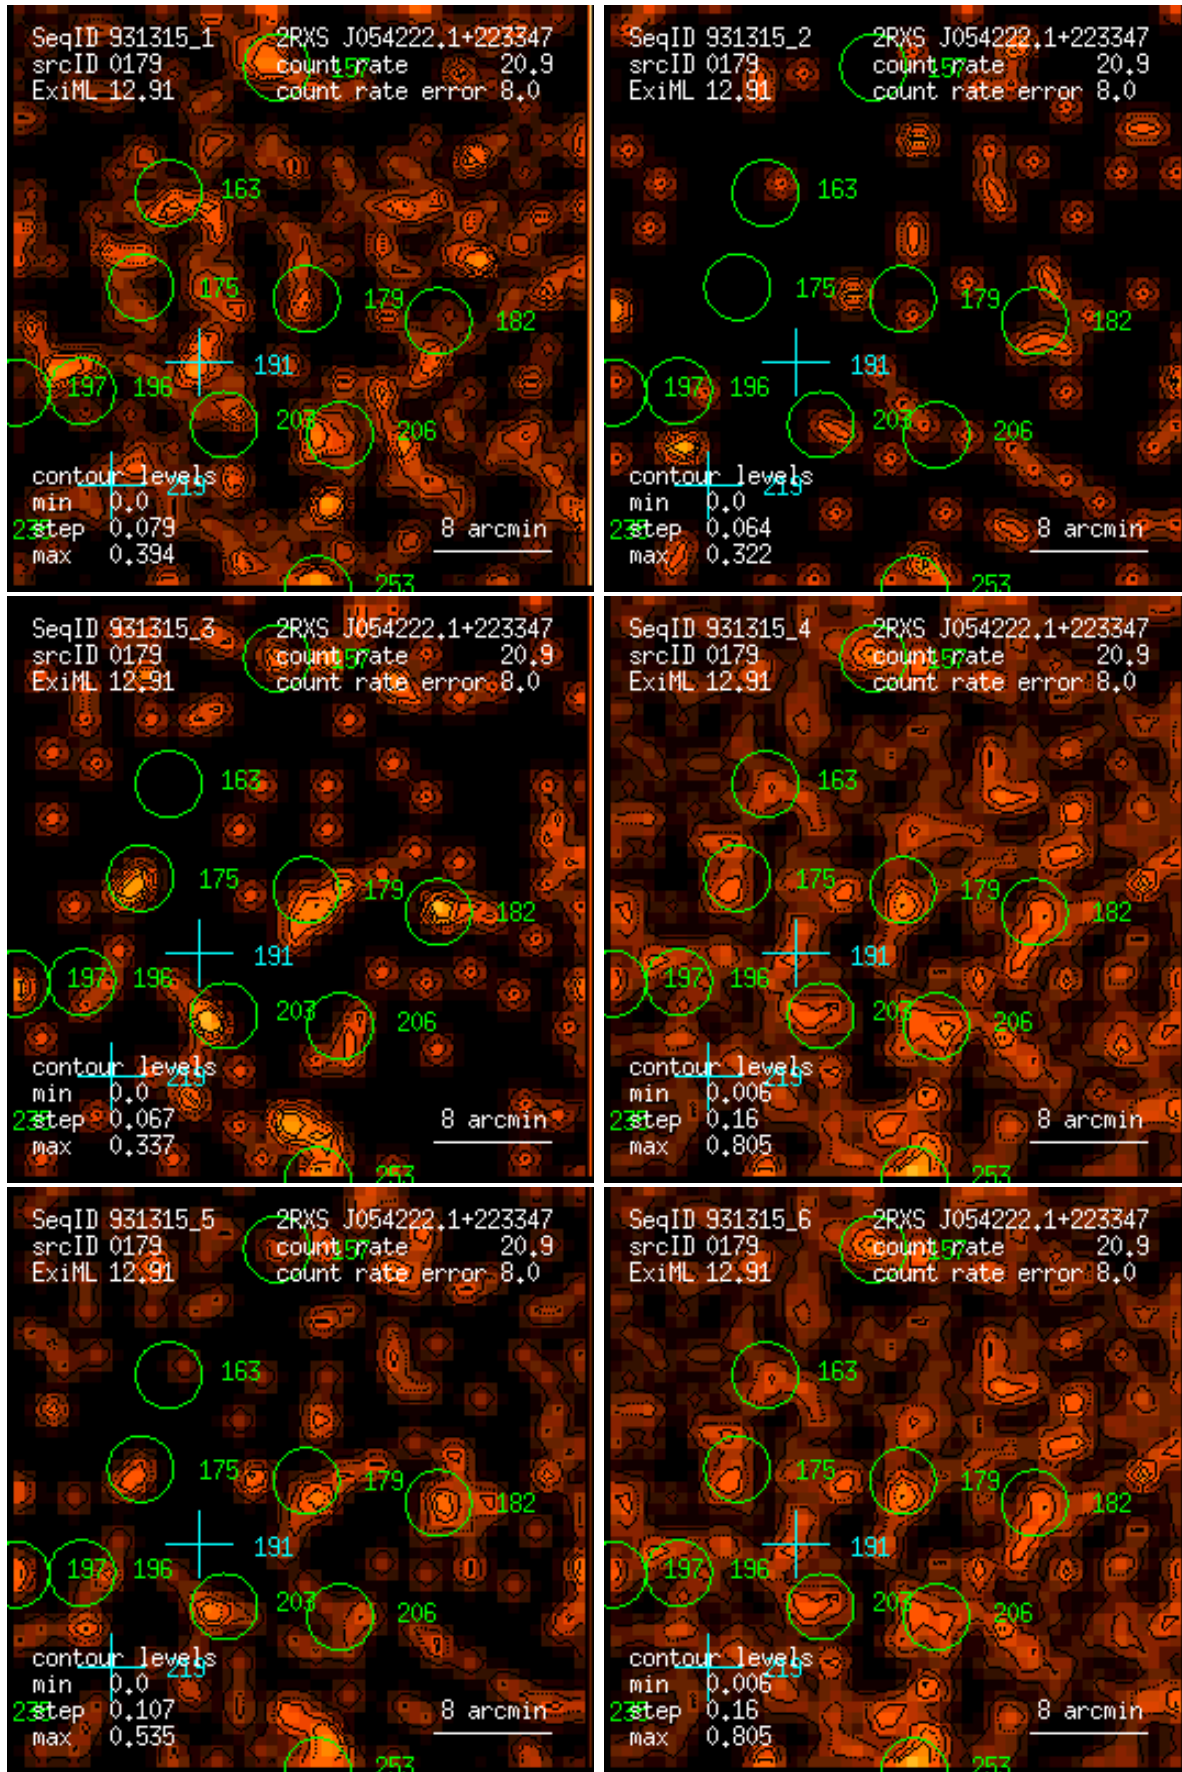 SeqID 931315_1 2RXS J054222.1+223347
srcID 0179 count rate 20.9
157
ExiML 12.91 count rate error 8.0
163
175
179
182
191
197 196
203
206
contour levels
219
min 0.0
step 0.079
8 arcmin
max 0.394
253
SeqID 931315_2 2RXS J054222.1+223347
srcID 0179 count rate 20.9
157
ExiML 12.91 count rate error 8.0
163
175
179
182
191
197 196
203
206
contour levels
219
min 0.0
step 0.064
8 arcmin
max 0.322
253
SeqID 931315_3 2RXS J054222.1+223347
srcID 0179 count rate 20.9
157
ExiML 12.91 count rate error 8.0
163
175
179
182
191
197 196
203
206
contour levels
219
min 0.0
step 0.067
8 arcmin
max 0.337
253
SeqID 931315_4 2RXS J054222.1+223347
srcID 0179 count rate 20.9
157
ExiML 12.91 count rate error 8.0
163
175
179
182
191
197 196
203
206
contour levels
219
min 0.006
step 0.16
8 arcmin
max 0.805
253
SeqID 931315_5 2RXS J054222.1+223347
srcID 0179 count rate 20.9
157
ExiML 12.91 count rate error 8.0
163
175
179
182
191
197 196
203
206
contour levels
219
min 0.0
step 0.107
8 arcmin
max 0.535
253
SeqID 931315_6 2RXS J054222.1+223347
srcID 0179 count rate 20.9
157
ExiML 12.91 count rate error 8.0
163
175
179
182
191
197 196
203
206
contour levels
219
min 0.006
step 0.16
8 arcmin
max 0.805
253